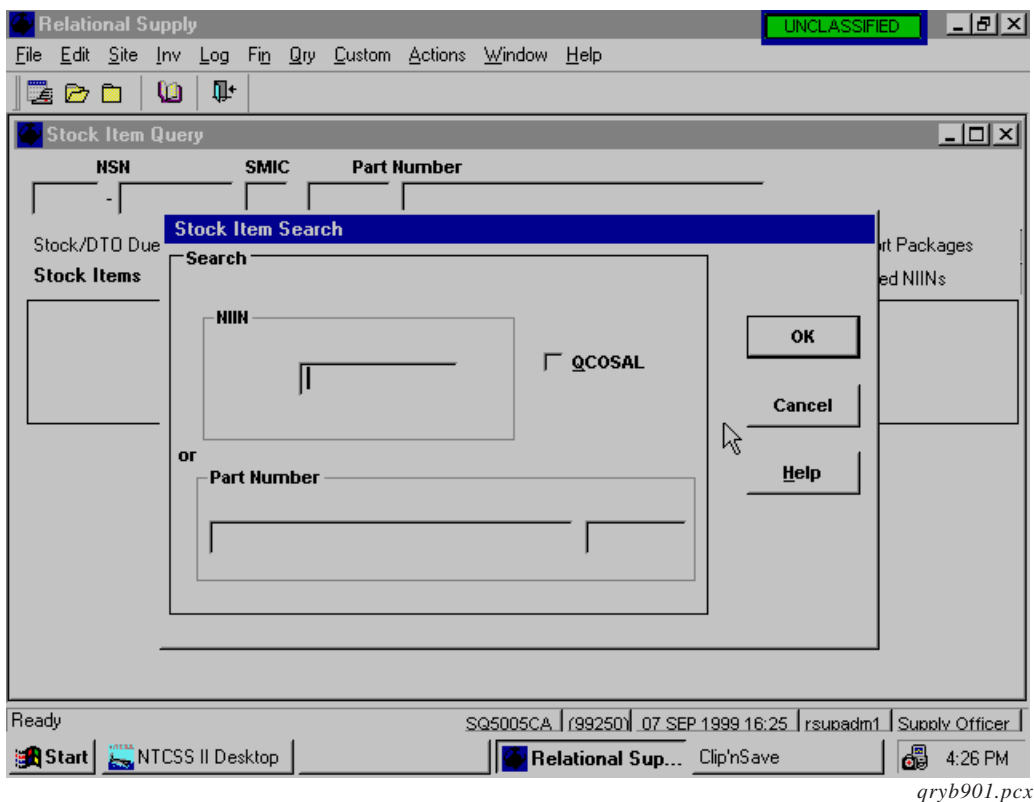 Relational Supply
UNCLASSIFIED
File Edit Site Inv Log Fin Qry Custom Actions Window Help
Stock Item Query
NSN SMIC Part Number
-
Stock/DTO Due
rt Packages
Stock Items
ed NIINs
Stock Item Search
Search
NIIN
QCOSAL
OK
Cancel
or
Part Number
Help
Ready SQ5005CA (99250) 07 SEP 1999 16:25 rsupadm1 Supply Officer
Start NTCSS II Desktop Relational Sup... Clip'nSave 4:26 PM
qryb901.pcx